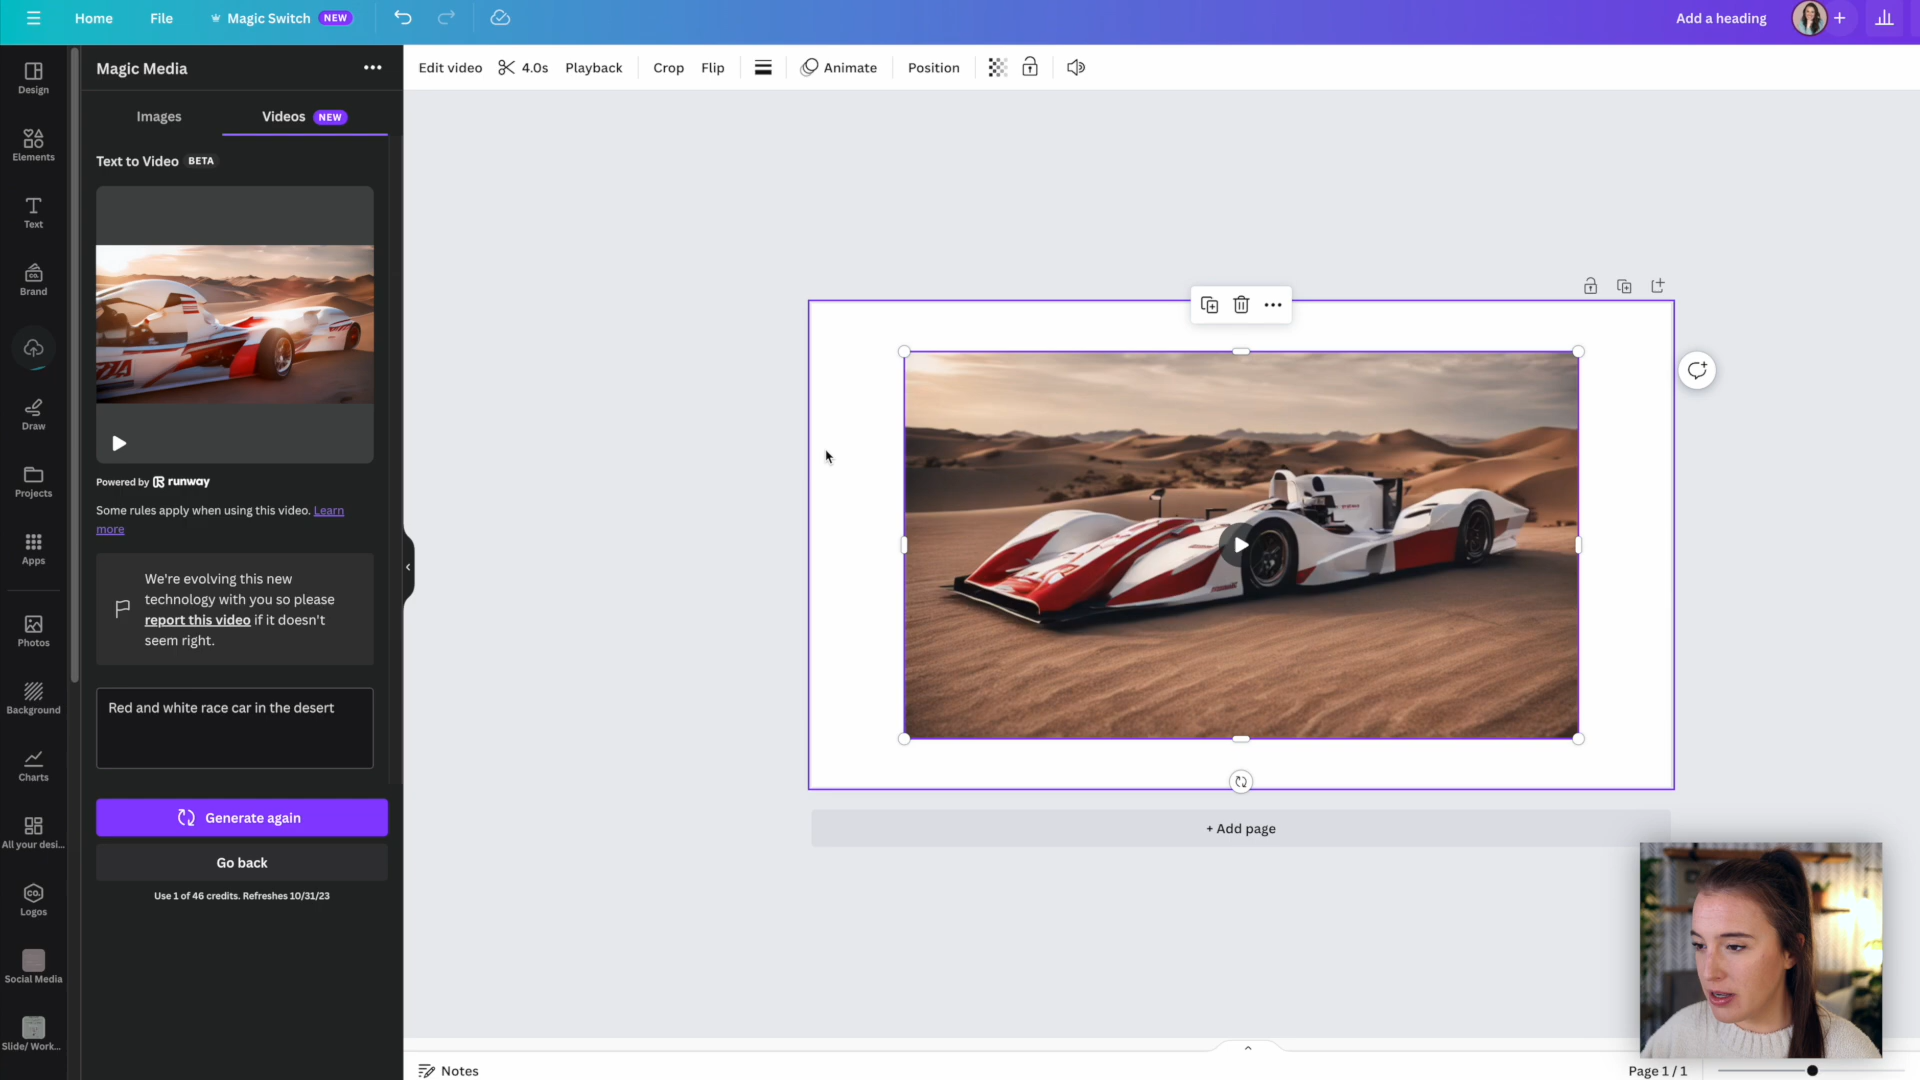 Home
File
Magic Switch NEW
Add a heading
Magic Media
Edit video
4.0s
Playback
Crop
Flip
Animate
Position
Design
Elements
Text
Brand
Draw
Projects
Apps
Photos
Background
Charts
All your desi...
Logos
Social Media
Slide/ Work...
Images
Videos NEW
Text to Video BETA
Powered by runway
Some rules apply when using this video. Learn
more
We're evolving this new
technology with you so please
report this video if it doesn't
seem right.
Red and white race car in the desert
Generate again
Go back
Use 1 of 46 credits. Refreshes 10/31/23
+ Add page
Notes
Page 1 / 1